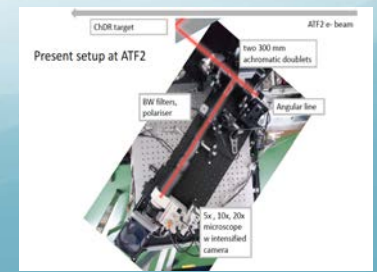 ChDR target
ATF2 e- beam
Present setup at ATF2
two 300 mm
achromatic doublets
BW filters,
polariser
Angular line
5x , 10x, 20x
microscope
w intensified
camera